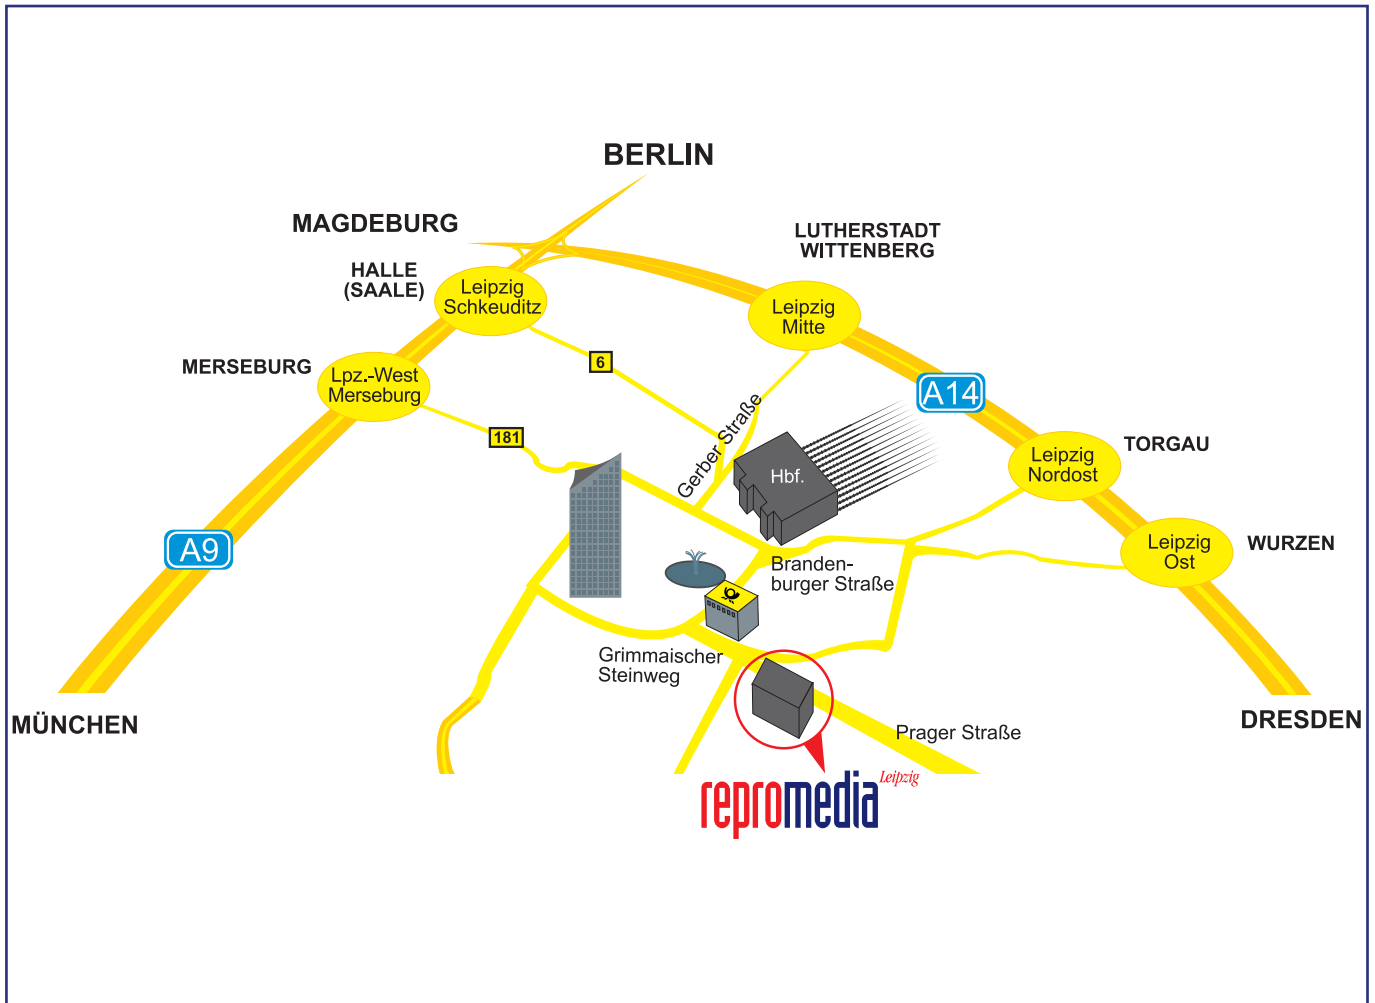 BERLIN
MAGDEBURG
LUTHERSTADT
WITTENBERG
HALLE
(SAALE)
Leipzig
Schkeuditz
Leipzig
Mitte
MERSEBURG
Lpz.-West
Merseburg
6
181
Gerber Straße
A14
Hbf.
TORGAU
Leipzig
Nordost
A9
WURZEN
Leipzig
Ost
Branden-
burger Straße
Grimmaischer
Steinweg
MÜNCHEN
Prager Straße
DRESDEN
repromedia Leipzig